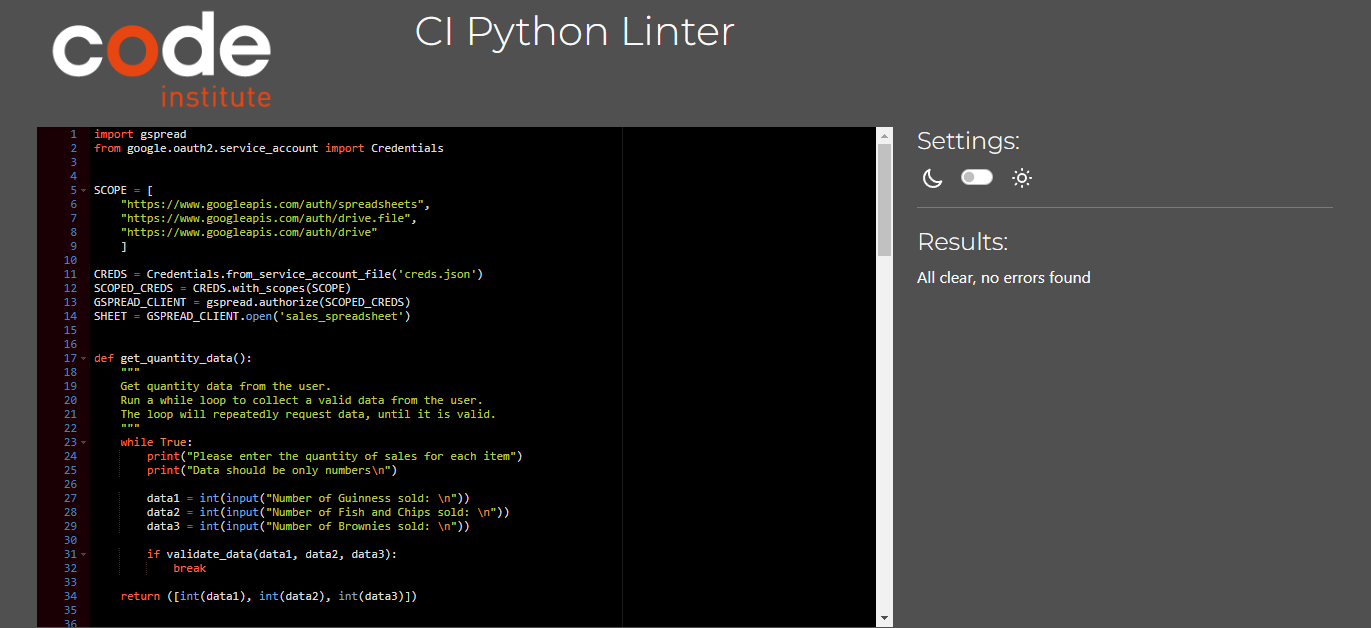 code
institute
CI Python Linter
1 import gspread
2 from google.oauth2.service_account import Credentials
3
4
5 SCOPE = [
6     "https://www.googleapis.com/auth/spreadsheets",
7     "https://www.googleapis.com/auth/drive.file",
8     "https://www.googleapis.com/auth/drive"
9     ]
10
11 CREDS = Credentials.from_service_account_file('creds.json')
12 SCOPED_CREDS = CREDS.with_scopes(SCOPE)
13 GSPREAD_CLIENT = gspread.authorize(SCOPED_CREDS)
14 SHEET = GSPREAD_CLIENT.open('sales_spreadsheet')
15
16
17 def get_quantity_data():
18     """
19     Get quantity data from the user.
20     Run a while loop to collect a valid data from the user.
21     The loop will repeatedly request data, until it is valid.
22     """
23     while True:
24         print("Please enter the quantity of sales for each item")
25         print("Data should be only numbers\n")
26
27         data1 = int(input("Number of Guinness sold: \n"))
28         data2 = int(input("Number of Fish and Chips sold: \n"))
29         data3 = int(input("Number of Brownies sold: \n"))
30
31         if validate_data(data1, data2, data3):
32             break
33
34     return ([int(data1), int(data2), int(data3)])
35
36
Settings:
Results:
All clear, no errors found